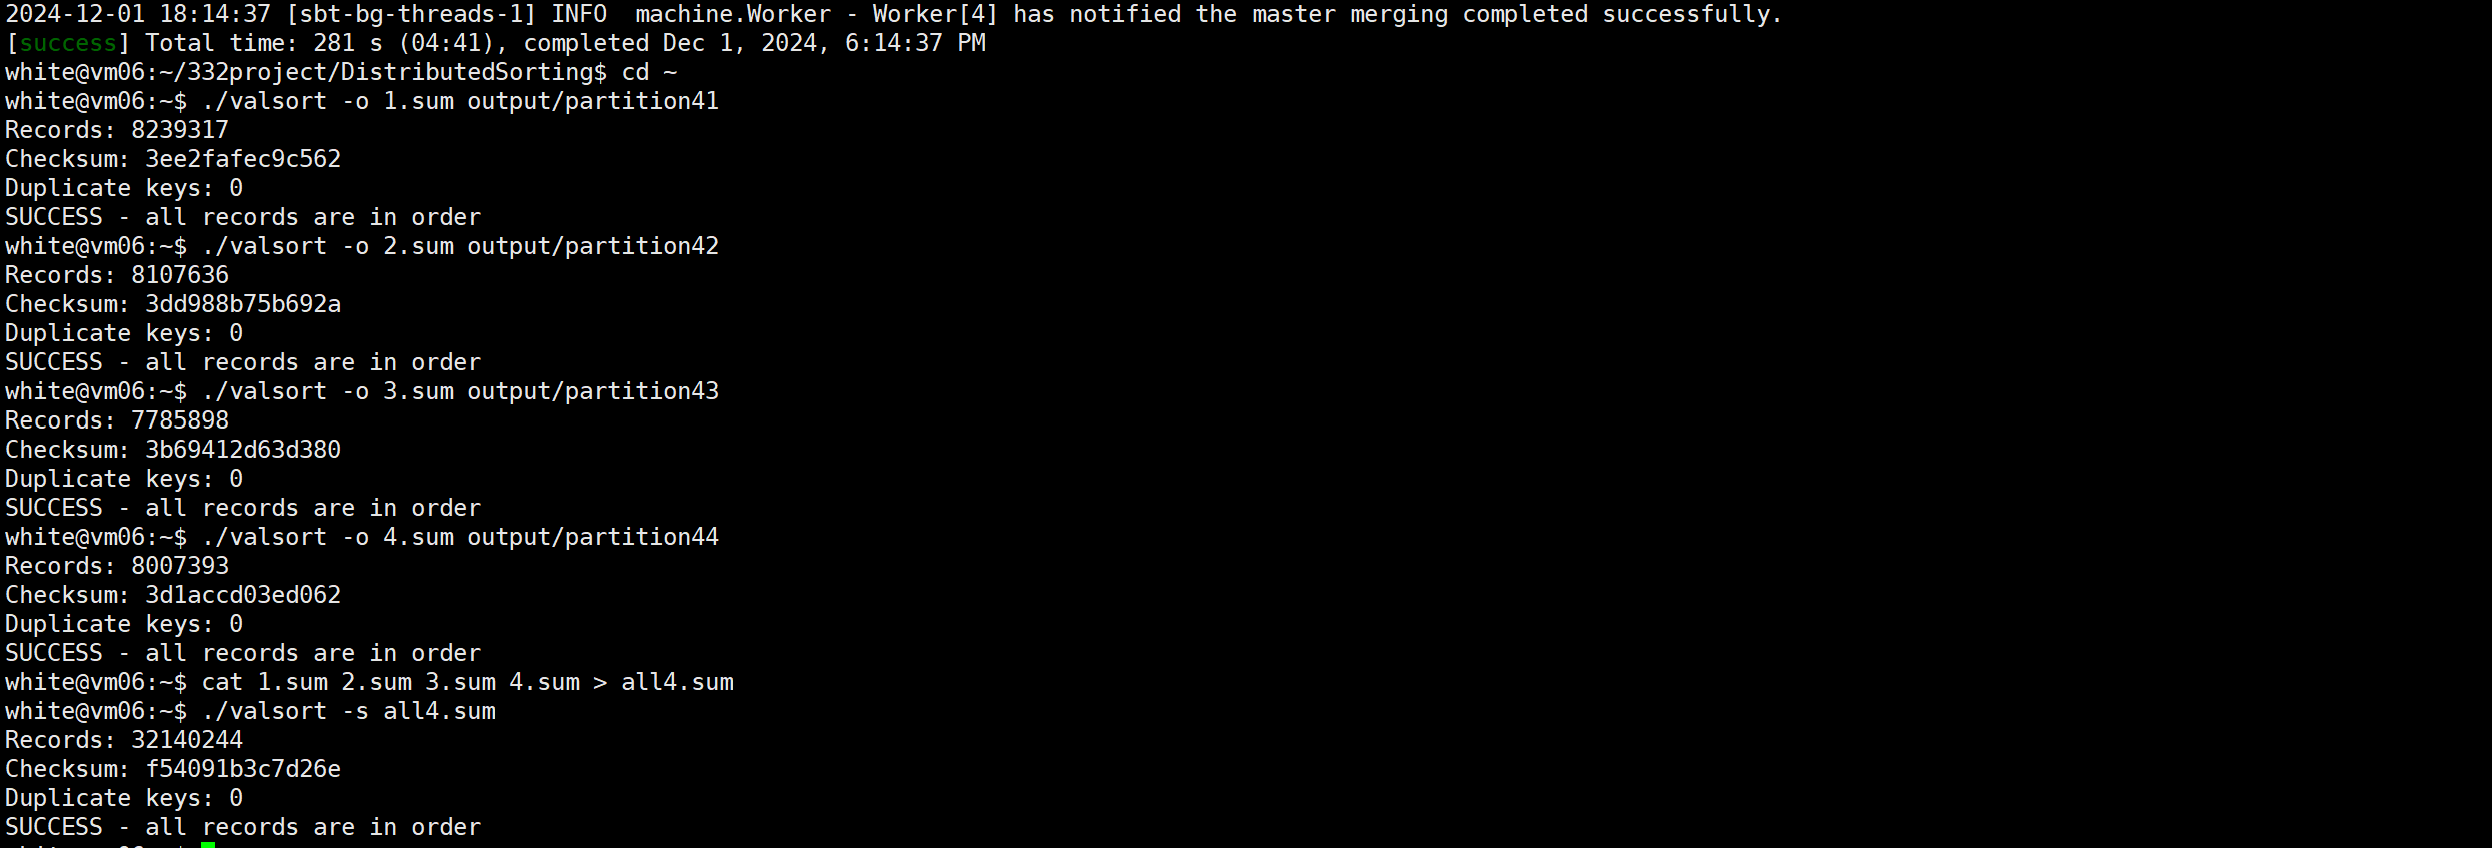 2024-12-01 18:14:37 [sbt-bg-threads-1] INFO  machine.Worker - Worker[4] has notified the master merging completed successfully.
[success] Total time: 281 s (04:41), completed Dec 1, 2024, 6:14:37 PM
white@vm06:~/332project/DistributedSorting$ cd ~
white@vm06:~$ ./valsort -o 1.sum output/partition41
Records: 8239317
Checksum: 3ee2fafec9c562
Duplicate keys: 0
SUCCESS - all records are in order
white@vm06:~$ ./valsort -o 2.sum output/partition42
Records: 8107636
Checksum: 3dd988b75b692a
Duplicate keys: 0
SUCCESS - all records are in order
white@vm06:~$ ./valsort -o 3.sum output/partition43
Records: 7785898
Checksum: 3b69412d63d380
Duplicate keys: 0
SUCCESS - all records are in order
white@vm06:~$ ./valsort -o 4.sum output/partition44
Records: 8007393
Checksum: 3d1accd03ed062
Duplicate keys: 0
SUCCESS - all records are in order
white@vm06:~$ cat 1.sum 2.sum 3.sum 4.sum > all4.sum
white@vm06:~$ ./valsort -s all4.sum
Records: 32140244
Checksum: f54091b3c7d26e
Duplicate keys: 0
SUCCESS - all records are in order